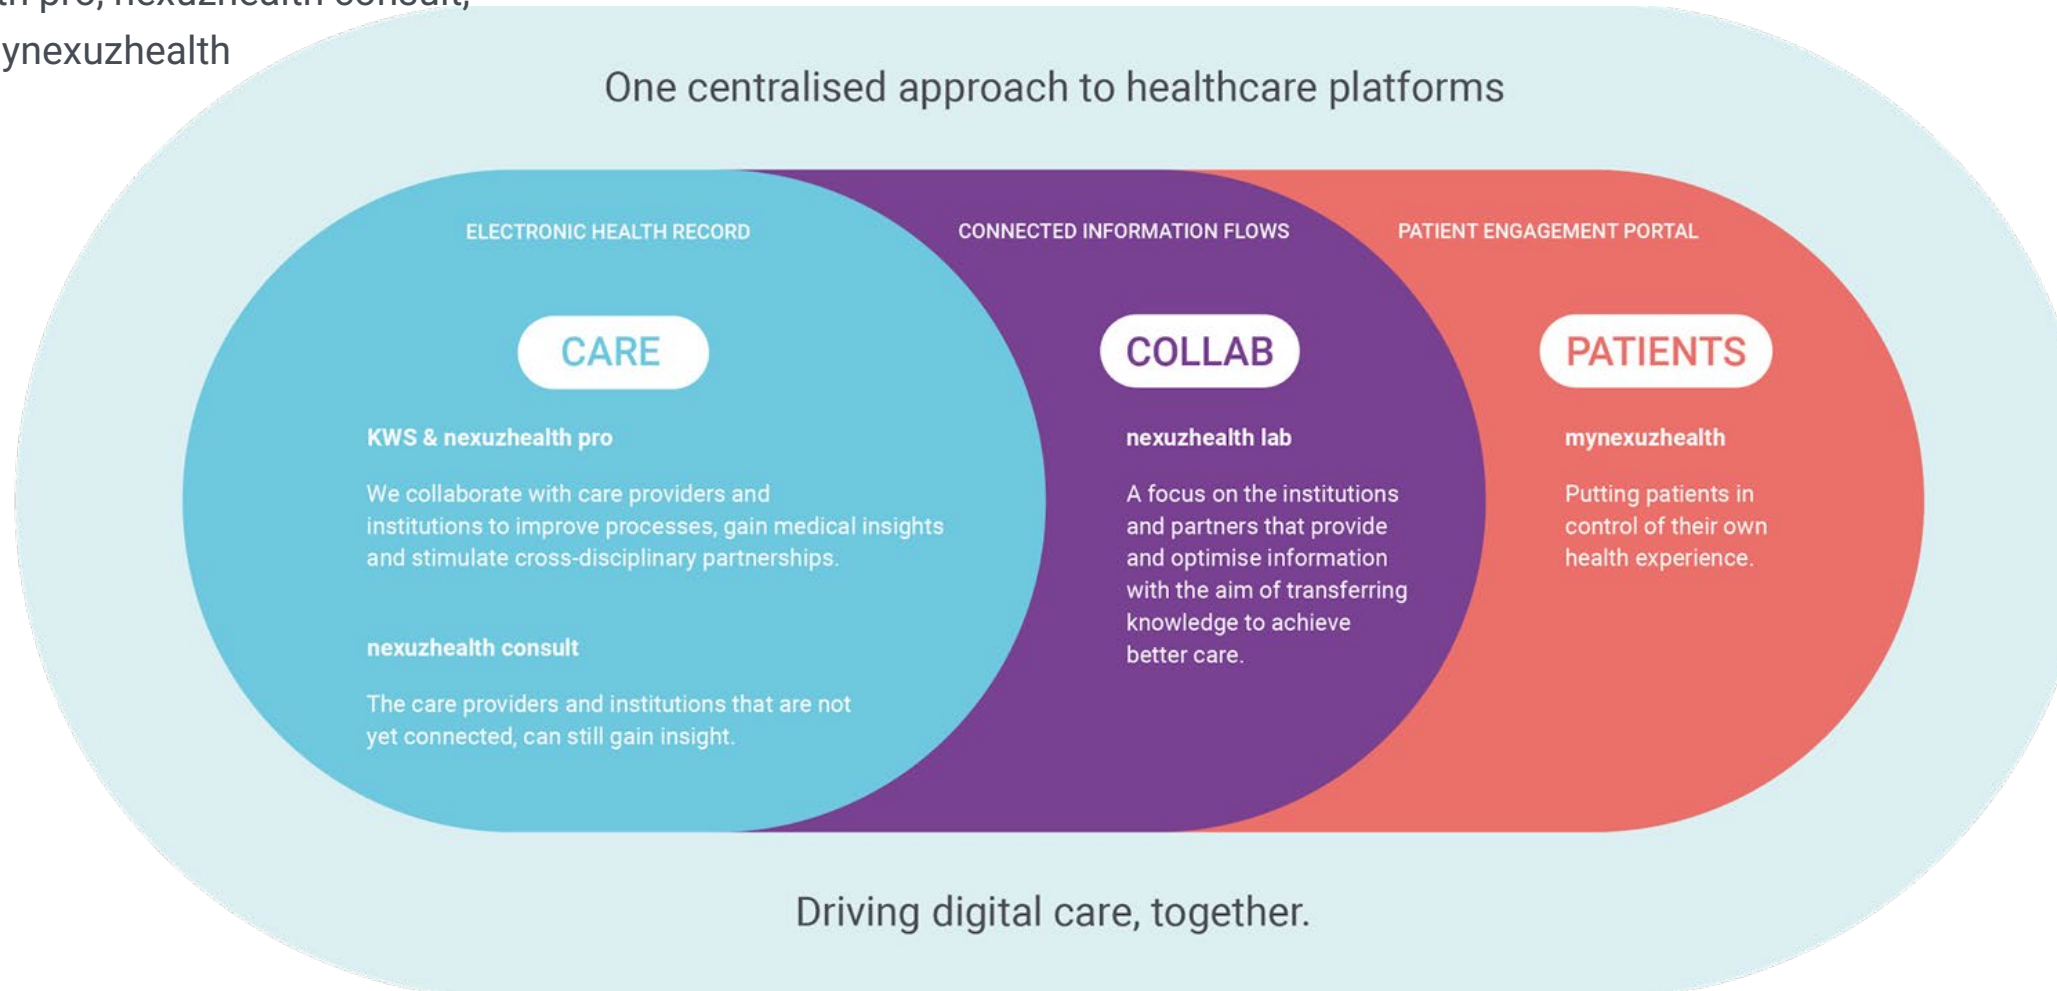 pro, nexuzhealth consult,
ynexuzhealth
One centralised approach to healthcare platforms
ELECTRONIC HEALTH RECORD
CARE
KWS & nexuzhealth pro
We collaborate with care providers and
institutions to improve processes, gain medical insights
and stimulate cross-disciplinary partnerships.
nexuzhealth consult
The care providers and institutions that are not
yet connected, can still gain insight.
CONNECTED INFORMATION FLOWS
COLLAB
nexuzhealth lab
A focus on the institutions
and partners that provide
and optimise information
with the aim of transferring
knowledge to achieve
better care.
PATIENT ENGAGEMENT PORTAL
PATIENTS
mynexuzhealth
Putting patients in
control of their own
health experience.
Driving digital care, together.